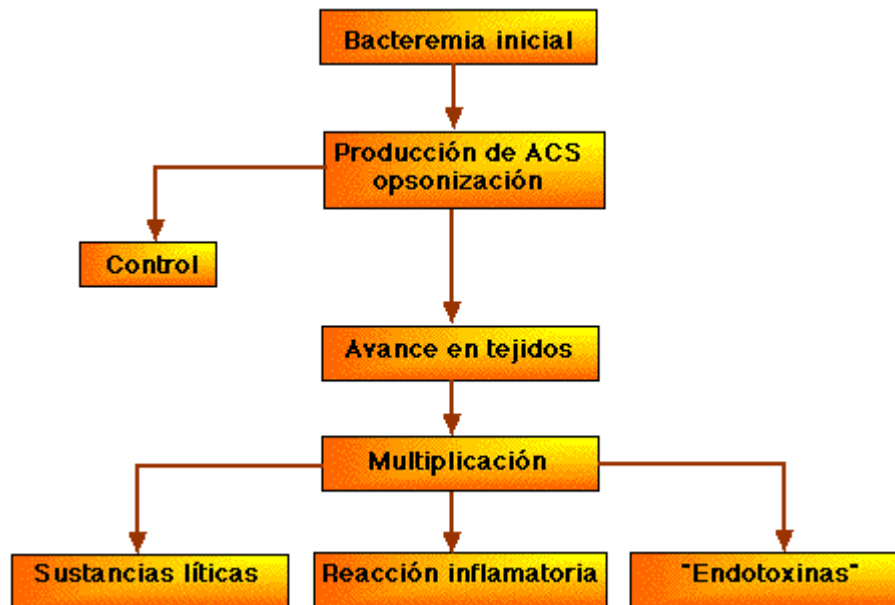 Bacteremia inicial
Producción de ACS
opsonización
Control
Avance en tejidos
Multiplicación
Sustancias líticas
Reacción inflamatoria
"Endotoxinas"